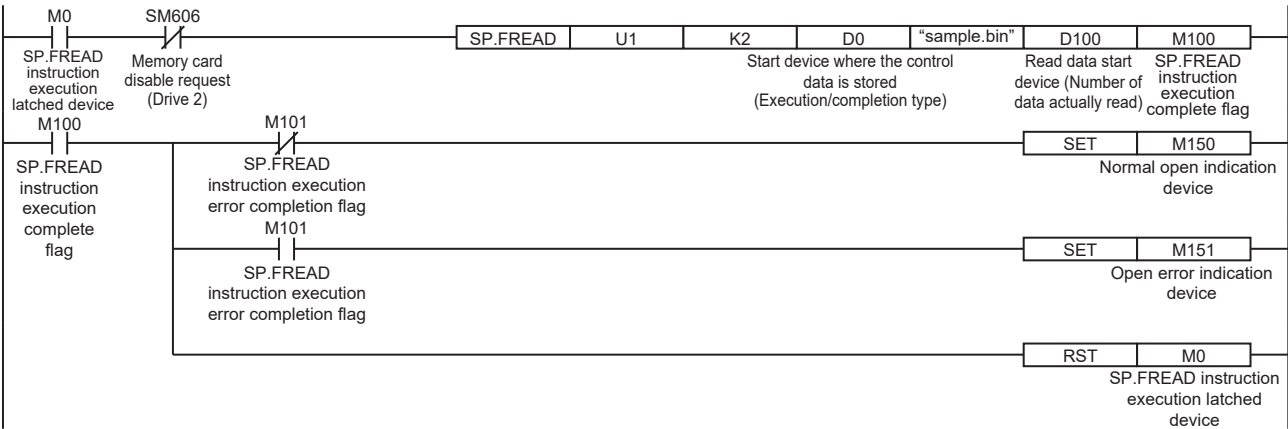 M0
SM606
SP.FREAD U1 K2 D0 “sample.bin” D100 M100
SP.FREAD
instruction
execution
latched device
Memory card
disable request
(Drive 2)
Start device where the control
data is stored
(Execution/completion type)
Read data start
device (Number of
data actually read)
SP.FREAD
instruction
execution
complete flag
M100
M101
SET M150
SP.FREAD
instruction
execution
complete
flag
SP.FREAD
instruction execution
error completion flag
Normal open indication
device
M101
SET M151
SP.FREAD
instruction execution
error completion flag
Open error indication
device
RST M0
SP.FREAD instruction
execution latched
device